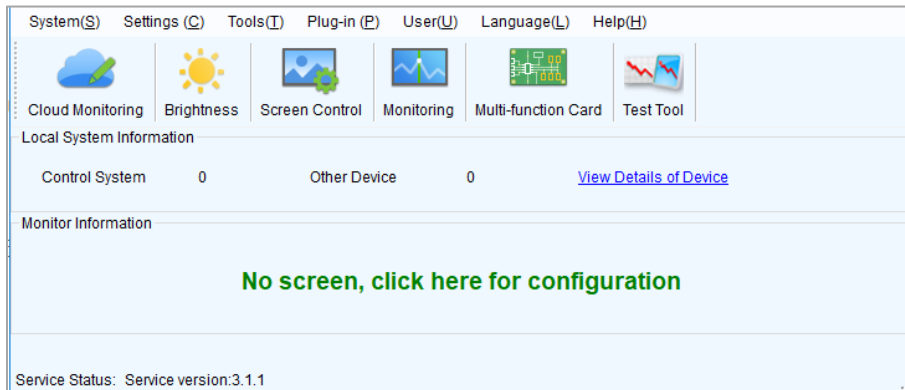 System(S) Settings (C) Tools(T) Plug-in (P) User(U) Language(L) Help(H)
Cloud Monitoring Brightness Screen Control Monitoring Multi-function Card Test Tool
Local System Information
Control System 0 Other Device 0 View Details of Device
Monitor Information
No screen, click here for configuration
Service Status: Service version:3.1.1